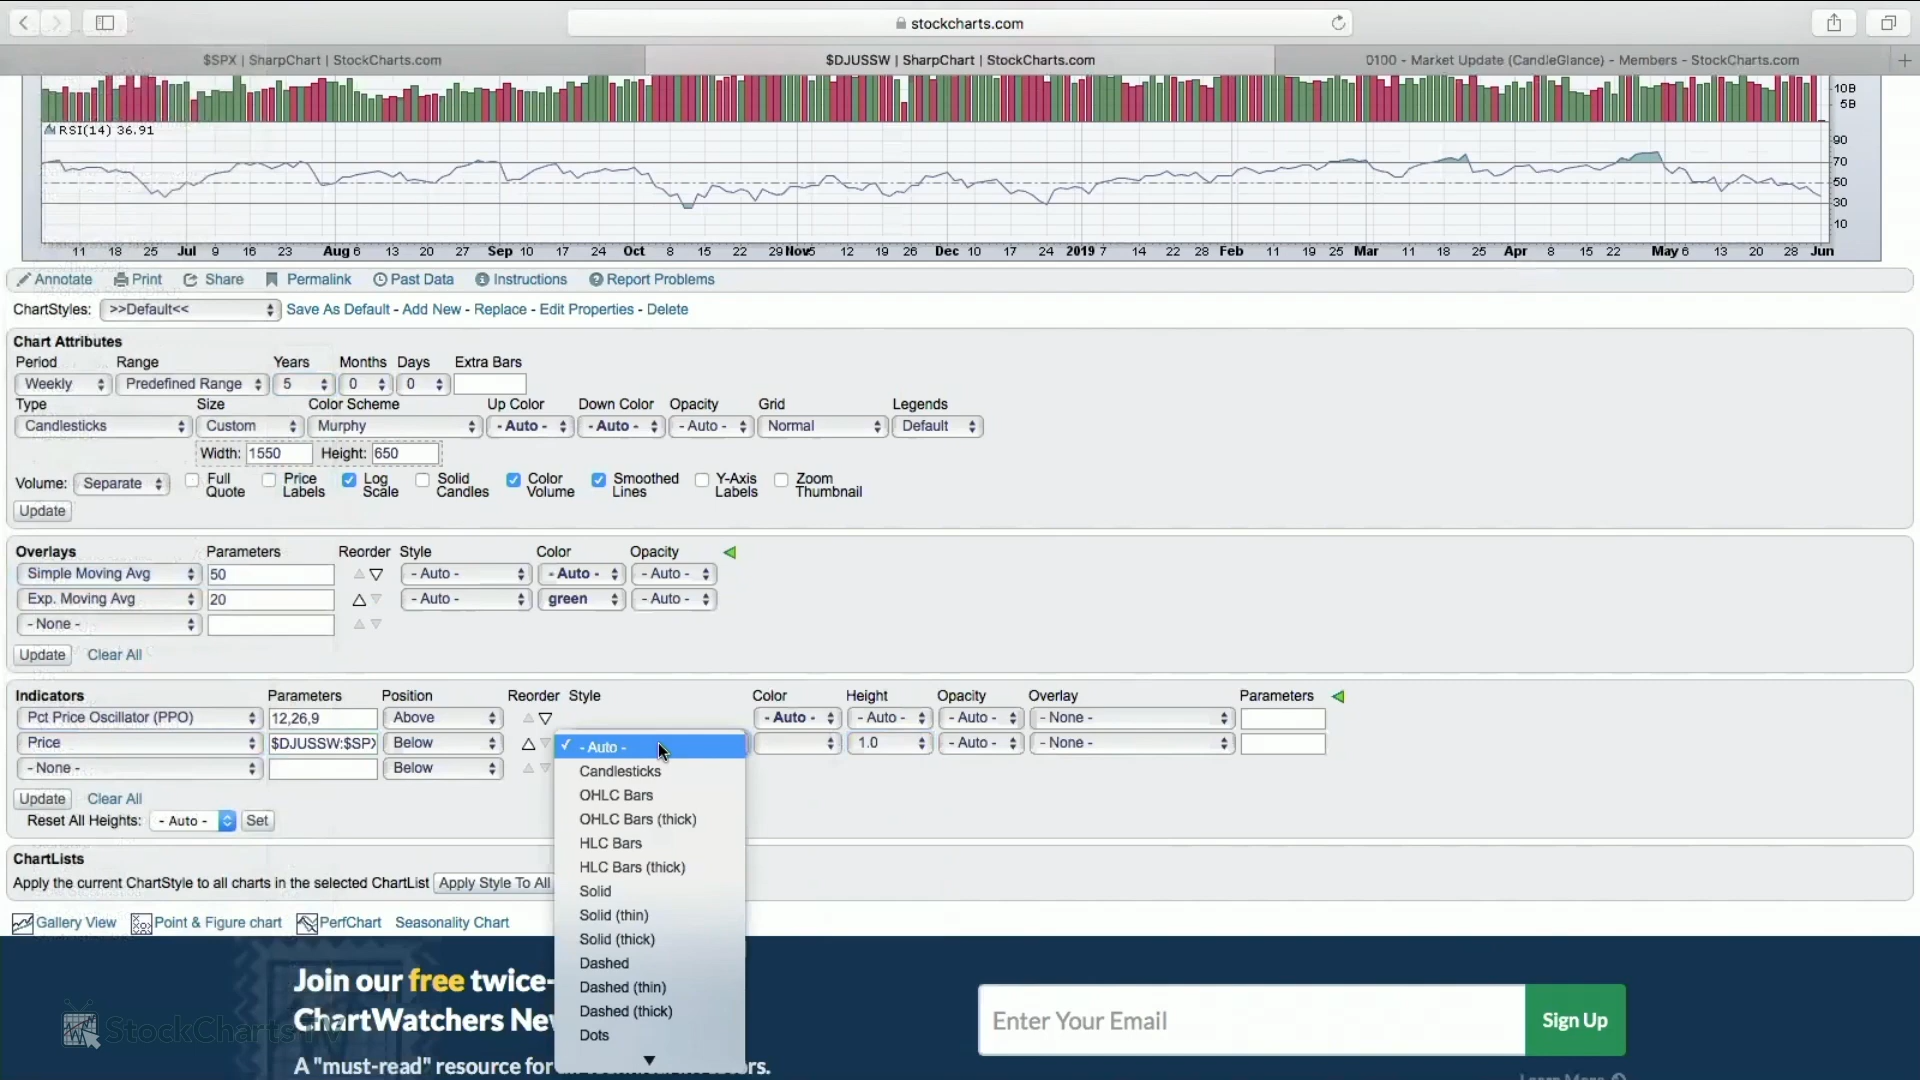 stockcharts.com
$SPX | SharpChart | StockCharts.com
$DJUSSW | SharpChart | StockCharts.com
0100 - Market Update (CandleGlance) - Members - StockCharts.com
10B
5B
RSI(14) 36.91
90
70
50
30
10
11 18 25 Jul 9 16 23 Aug 6 13 20 27 Sep 10 17 24 Oct 8 15 22 29 Nov 5 12 19 26 Dec 10 17 24 2019 7 14 22 28 Feb 11 19 25 Mar 11 18 25 Apr 8 15 22 May 6 13 20 28 Jun
Annotate Print Share Permalink Past Data Instructions Report Problems
ChartStyles: >>Default<< Save As Default - Add New - Replace - Edit Properties - Delete
Chart Attributes
Period Range Years Months Days Extra Bars
Weekly Predefined Range 5 0 0
Type Size Color Scheme Up Color Down Color Opacity Grid Legends
Candlesticks Custom Murphy - Auto - - Auto - - Auto - Normal Default
Width: 1550 Height: 650
Volume: Separate Full Quote Price Labels Log Scale Solid Candles Color Volume Smoothed Lines Y-Axis Labels Zoom Thumbnail
Update
Overlays Parameters Reorder Style Color Opacity
Simple Moving Avg 50 - Auto - - Auto - - Auto -
Exp. Moving Avg 20 - Auto - green - Auto -
- None -
Update Clear All
Indicators Parameters Position Reorder Style Color Height Opacity Overlay Parameters
Pct Price Oscillator (PPO) 12,26,9 Above - Auto - - Auto - - Auto - - None -
Price $DJUSSW:$SPX Below ✓ - Auto - 1.0 - Auto - - None -
- None - Below
Candlesticks
OHLC Bars
OHLC Bars (thick)
HLC Bars
HLC Bars (thick)
Solid
Solid (thin)
Solid (thick)
Dashed
Dashed (thin)
Dashed (thick)
Dots
Update Clear All
Reset All Heights: - Auto - Set
ChartLists
Apply the current ChartStyle to all charts in the selected ChartList Apply Style To All
Gallery View Point & Figure chart PerfChart Seasonality Chart
Join our free twice-
ChartWatchers Ne
A "must-read" resource for
rs.
Enter Your Email
Sign Up
StockCharts TV